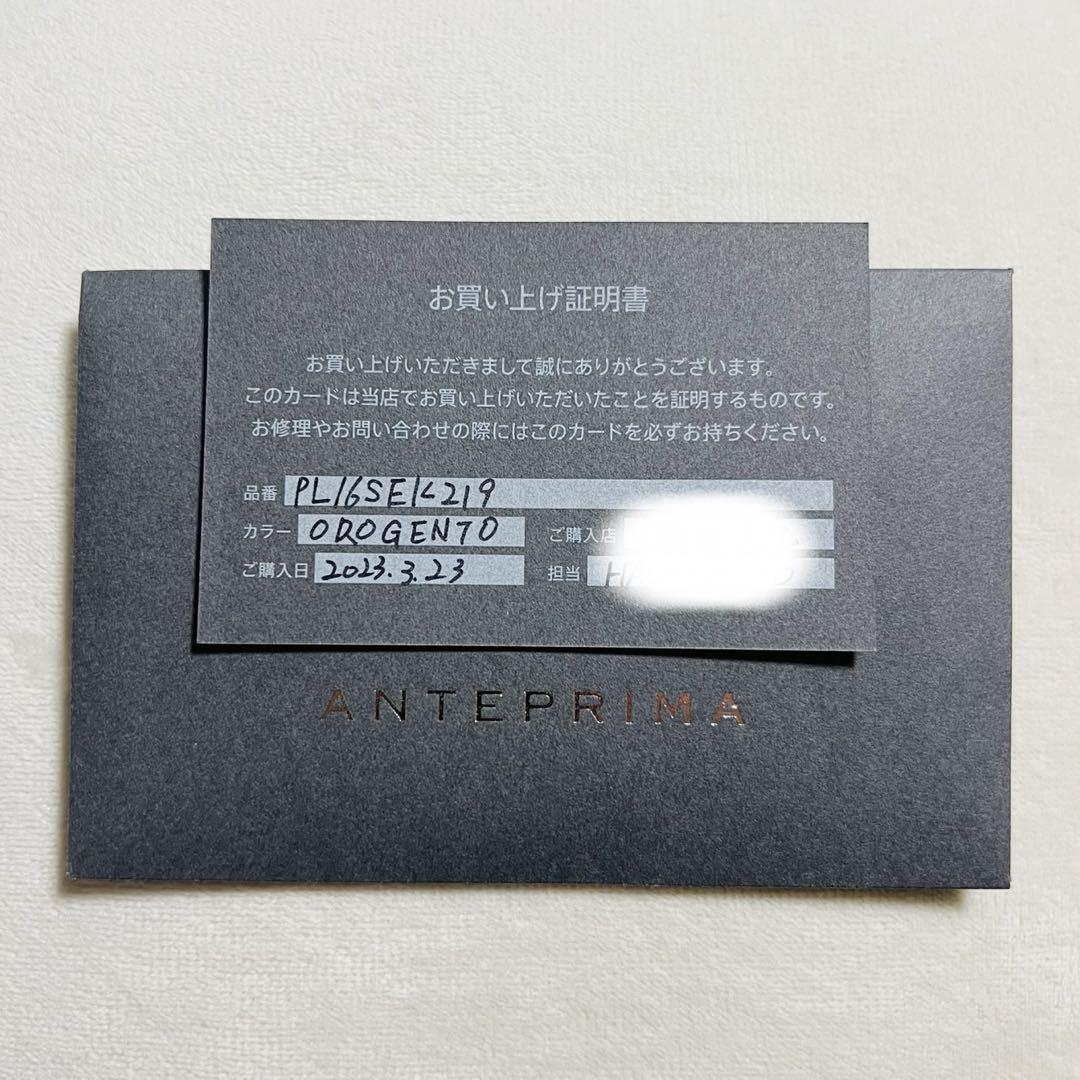 お買い上げ証明書
お買い上げいただきまして誠にありがとうございます。
このカードは当店でお買い上げいただいたことを証明するものです。
お修理やお問い合わせの際にはこのカードを必ずお持ちください。
品番 PL16SEK219
カラー OROGENTO ご購入店
ご購入日 2023.3.23 担当
ANTEPRIMA